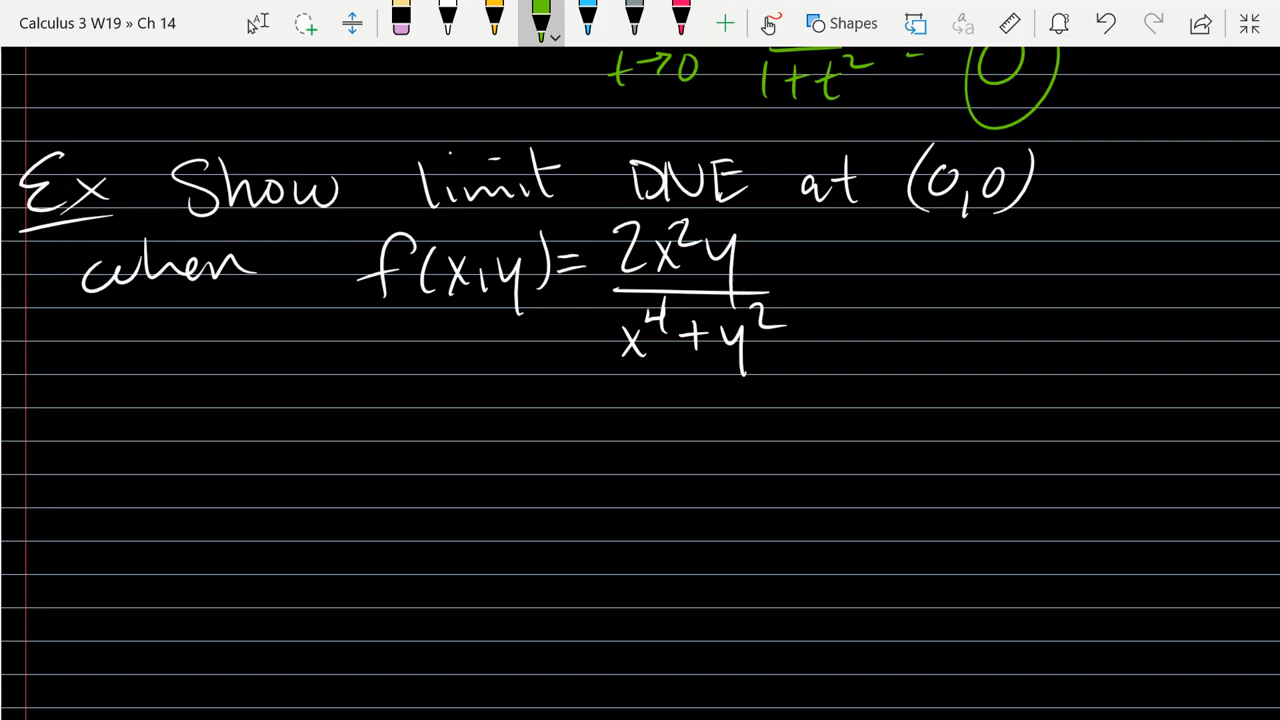 Calculus 3 W19 » Ch 14
Shapes
t→0 1+t² = 0
Ex Show limit DNE at (0,0)
when f(x,y)= 2x²y
x⁴+y²